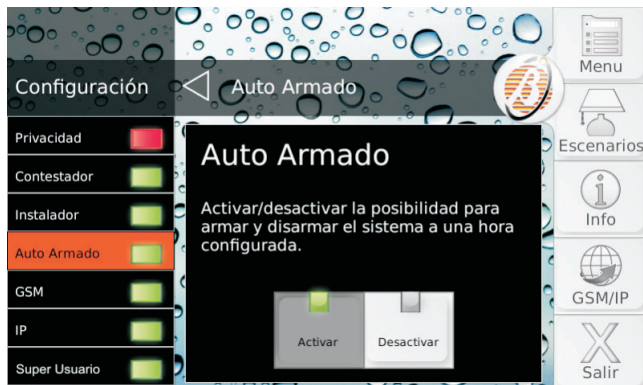 Configuración
Auto Armado
Privacidad
Contestador
Instalador
Auto Armado
GSM
IP
Super Usuario
Auto Armado
Activar/desactivar la posibilidad para
armar y disarmar el sistema a una hora
configurada.
Activar
Desactivar
Menu
Escenarios
Info
GSM/IP
Salir